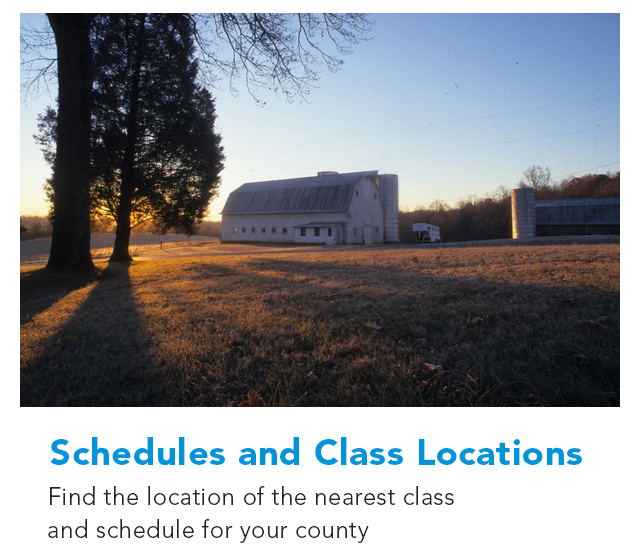 Schedules and Class Locations
Find the location of the nearest class
and schedule for your county